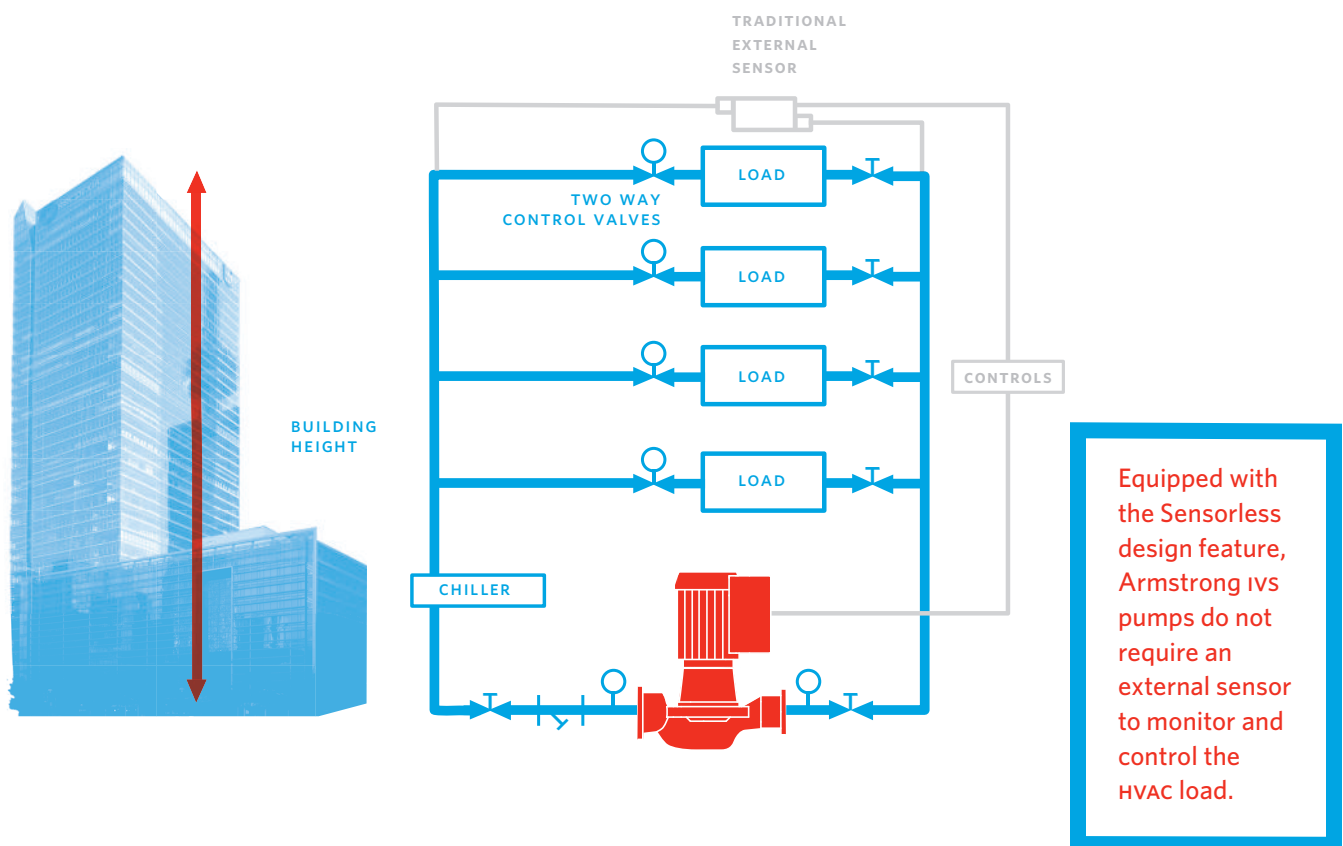 TRADITIONAL
EXTERNAL
SENSOR
LOAD
TWO WAY
CONTROL VALVES
LOAD
LOAD
CONTROLS
BUILDING
HEIGHT
LOAD
CHILLER
Equipped with
the Sensorless
design feature,
Armstrong IVS
pumps do not
require an
external sensor
to monitor and
control the
HVAC load.